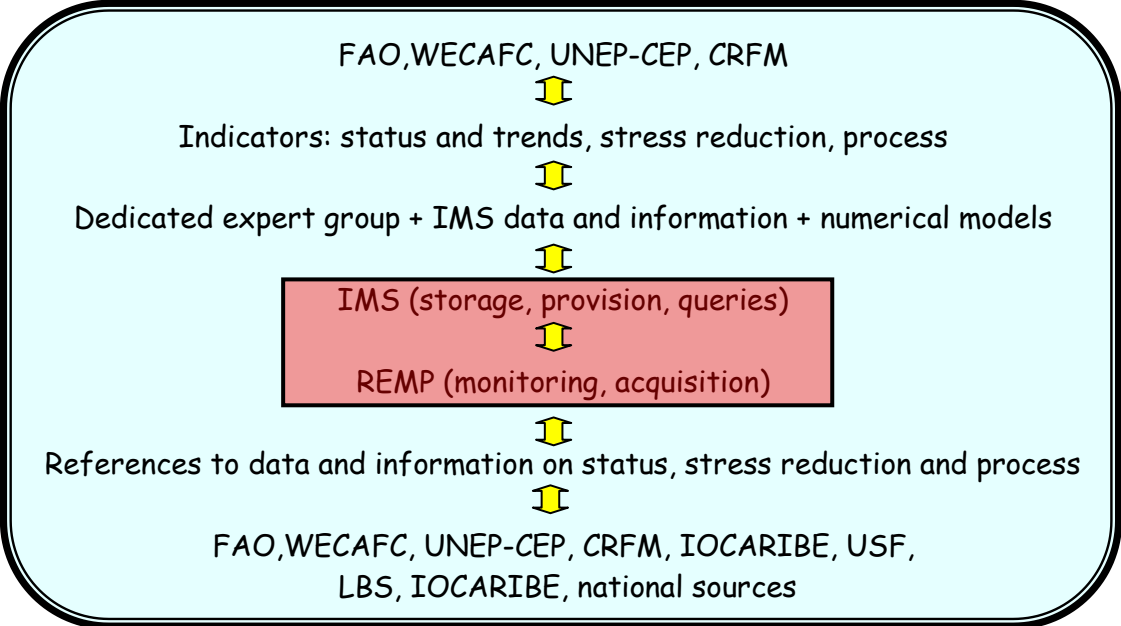 FAO,WECAFC, UNEP-CEP, CRFM
Indicators: status and trends, stress reduction, process
Dedicated expert group + IMS data and information + numerical models
IMS (storage, provision, queries)
REMP (monitoring, acquisition)
References to data and information on status, stress reduction and process
FAO,WECAFC, UNEP-CEP, CRFM, IOCARIBE, USF,
LBS, IOCARIBE, national sources